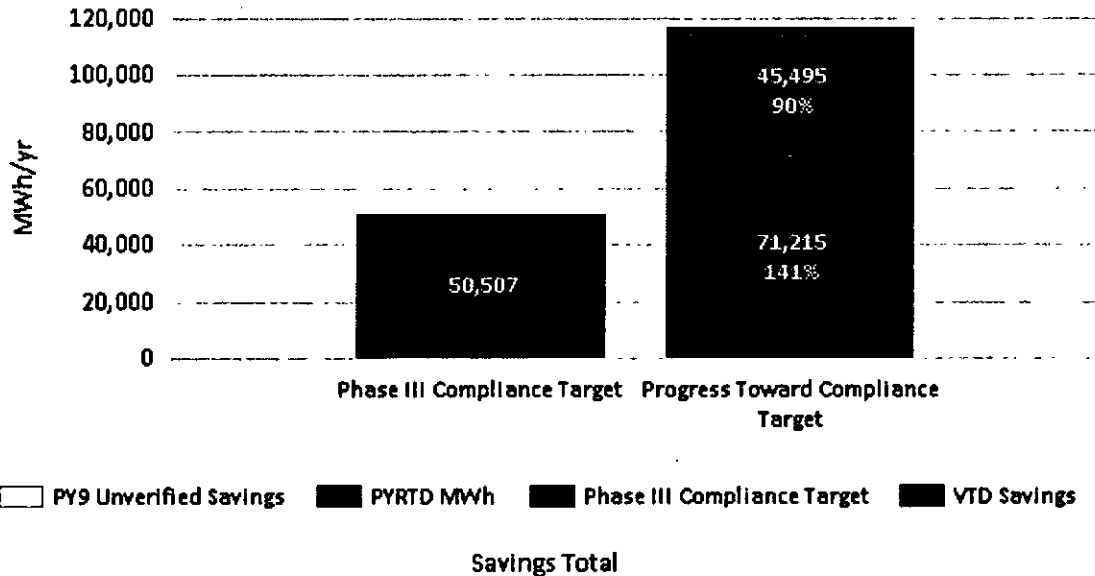 120,000
100,000
80,000
60,000
40,000
20,000
0
MWh/yr
45,495
90%
71,215
141%
50,507
Phase III Compliance Target
Progress Toward Compliance
Target
PY9 Unverified Savings
PYRTD MWh
Phase III Compliance Target
VTD Savings
Savings Total